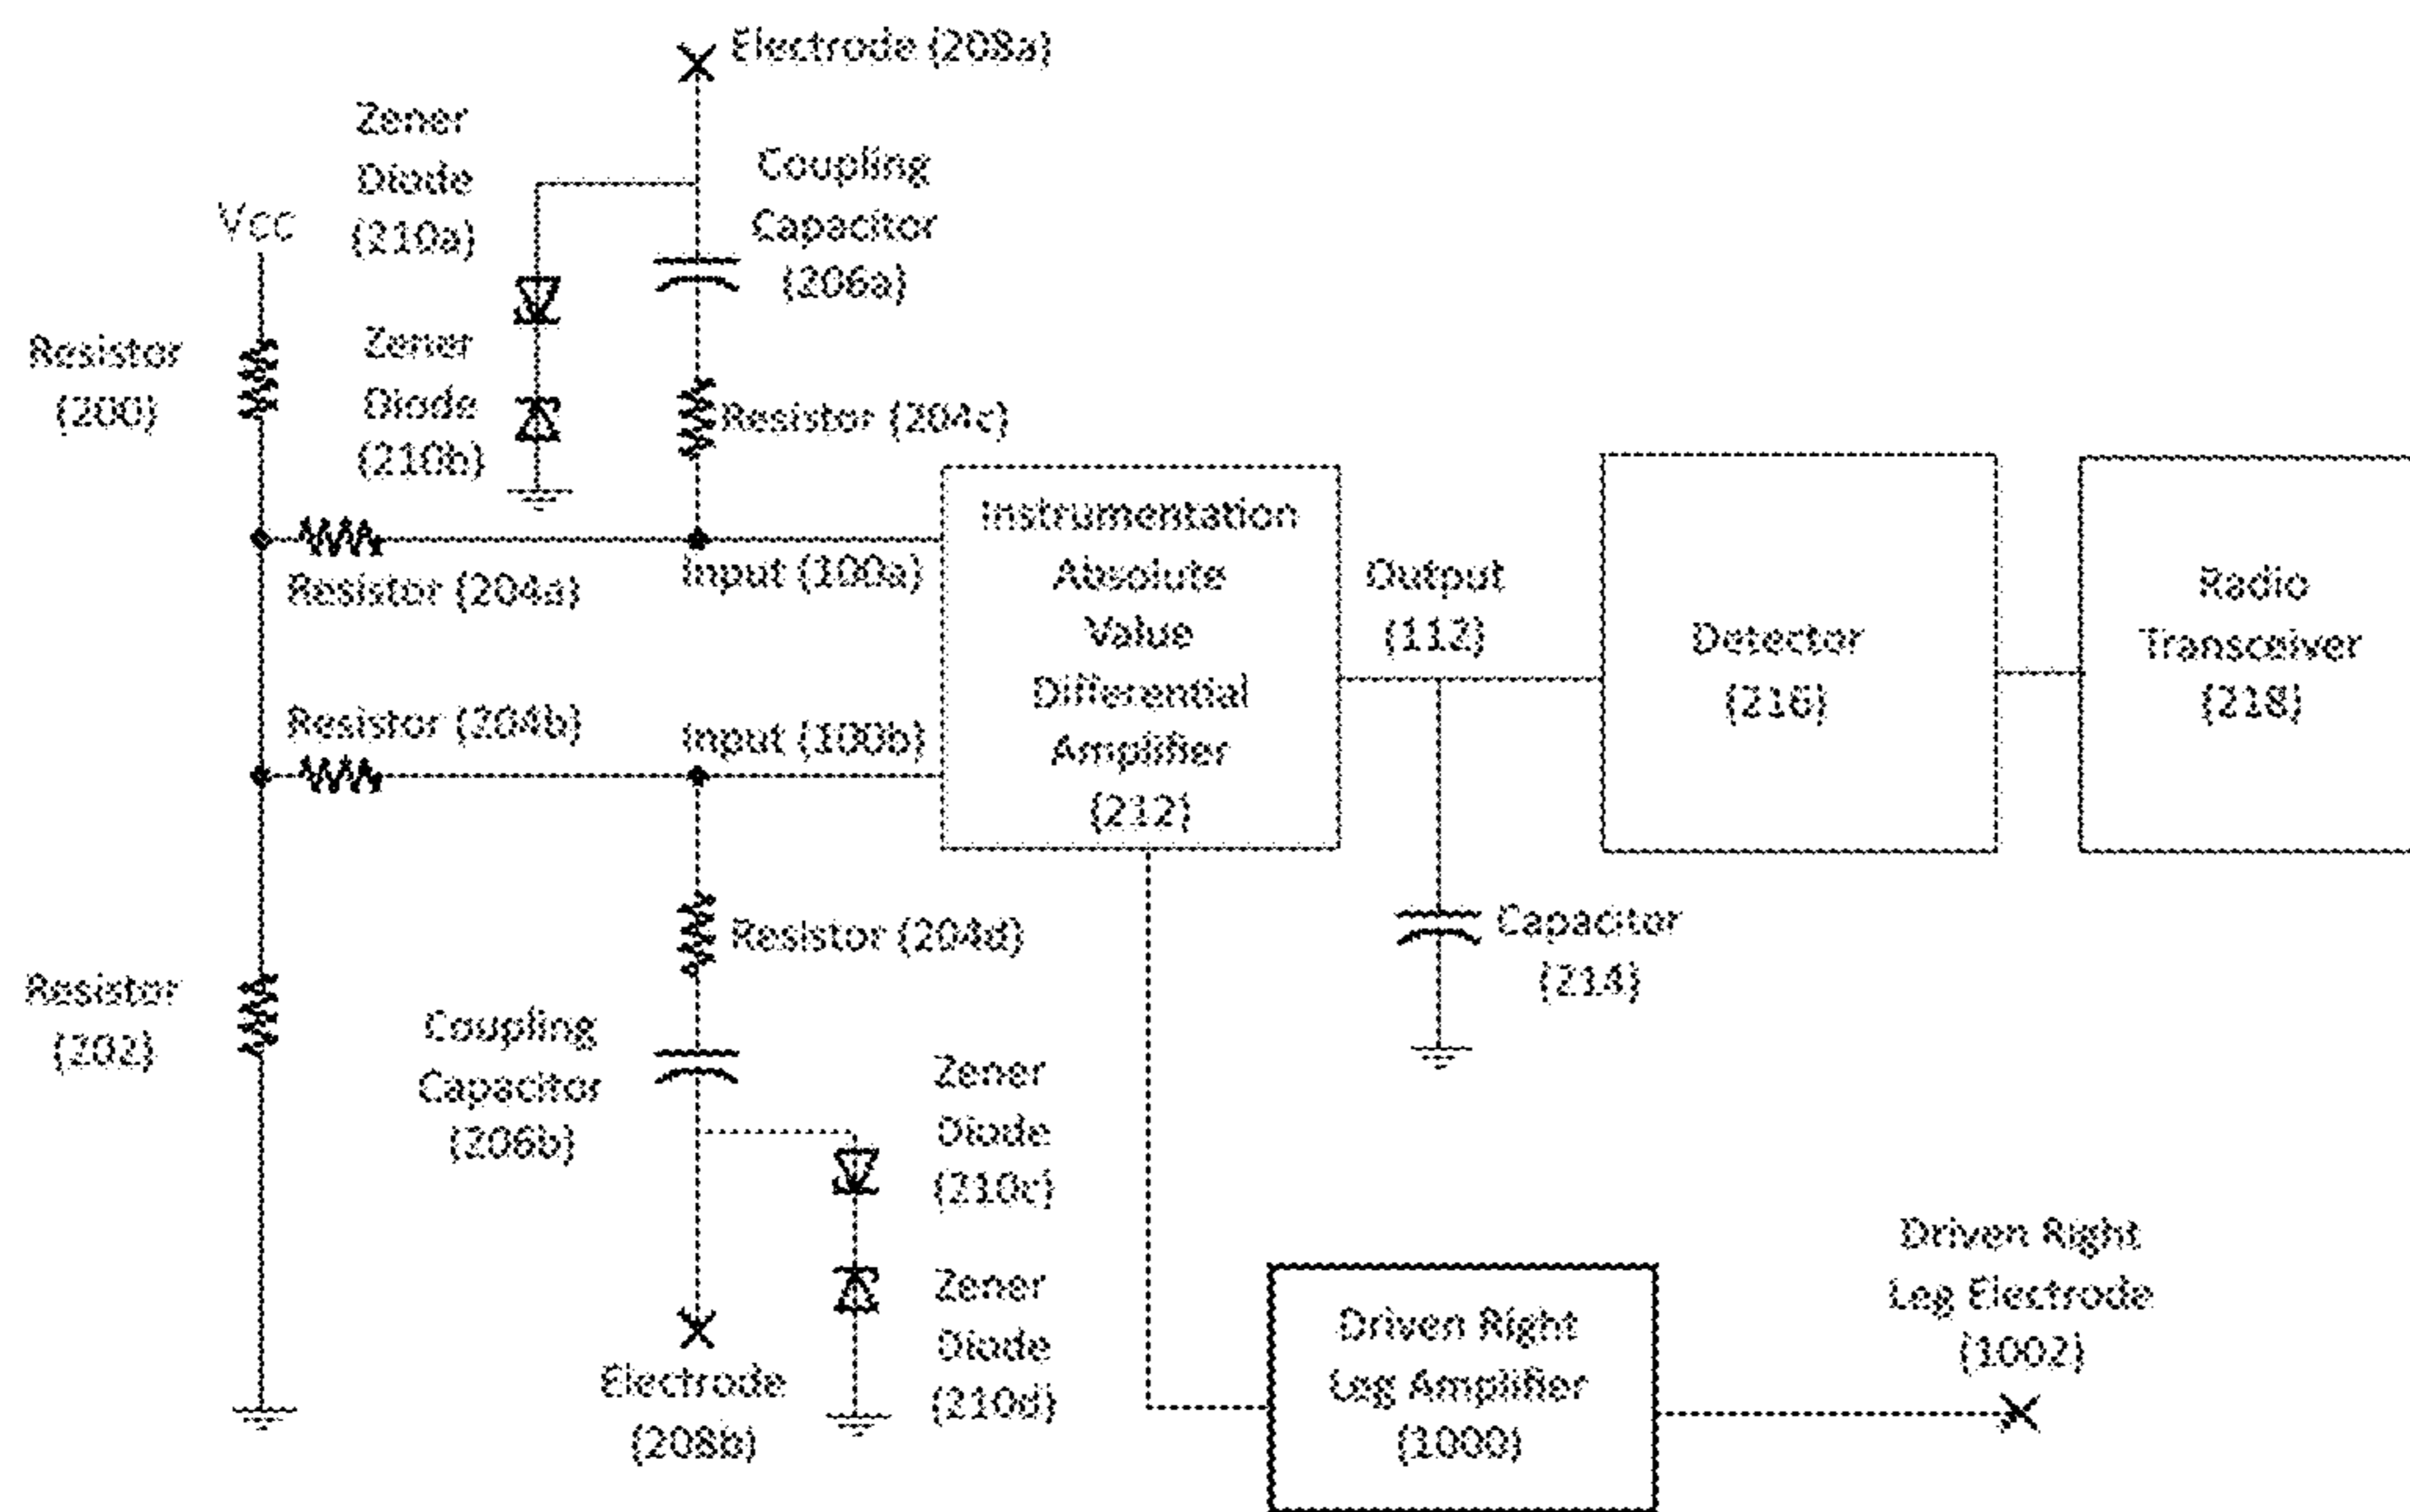 Electrode (208a)
Zener
Diode
(210a)
Coupling
Capacitor
(206a)
Vcc
Resistor
(200)
Zener
Diode
(210b)
Resistor (204c)
Resistor (204a)
Input (100a)
Instrumentation
Absolute
Value
Differential
Amplifier
(212)
Output
(112)
Detector
(216)
Radio
Transceiver
(218)
Resistor (204b)
Input (100b)
Resistor (204d)
Capacitor
(214)
Resistor
(202)
Coupling
Capacitor
(206b)
Zener
Diode
(210c)
Zener
Diode
(210d)
Electrode
(208b)
Driven Right
Leg Amplifier
(1000)
Driven Right
Leg Electrode
(1002)